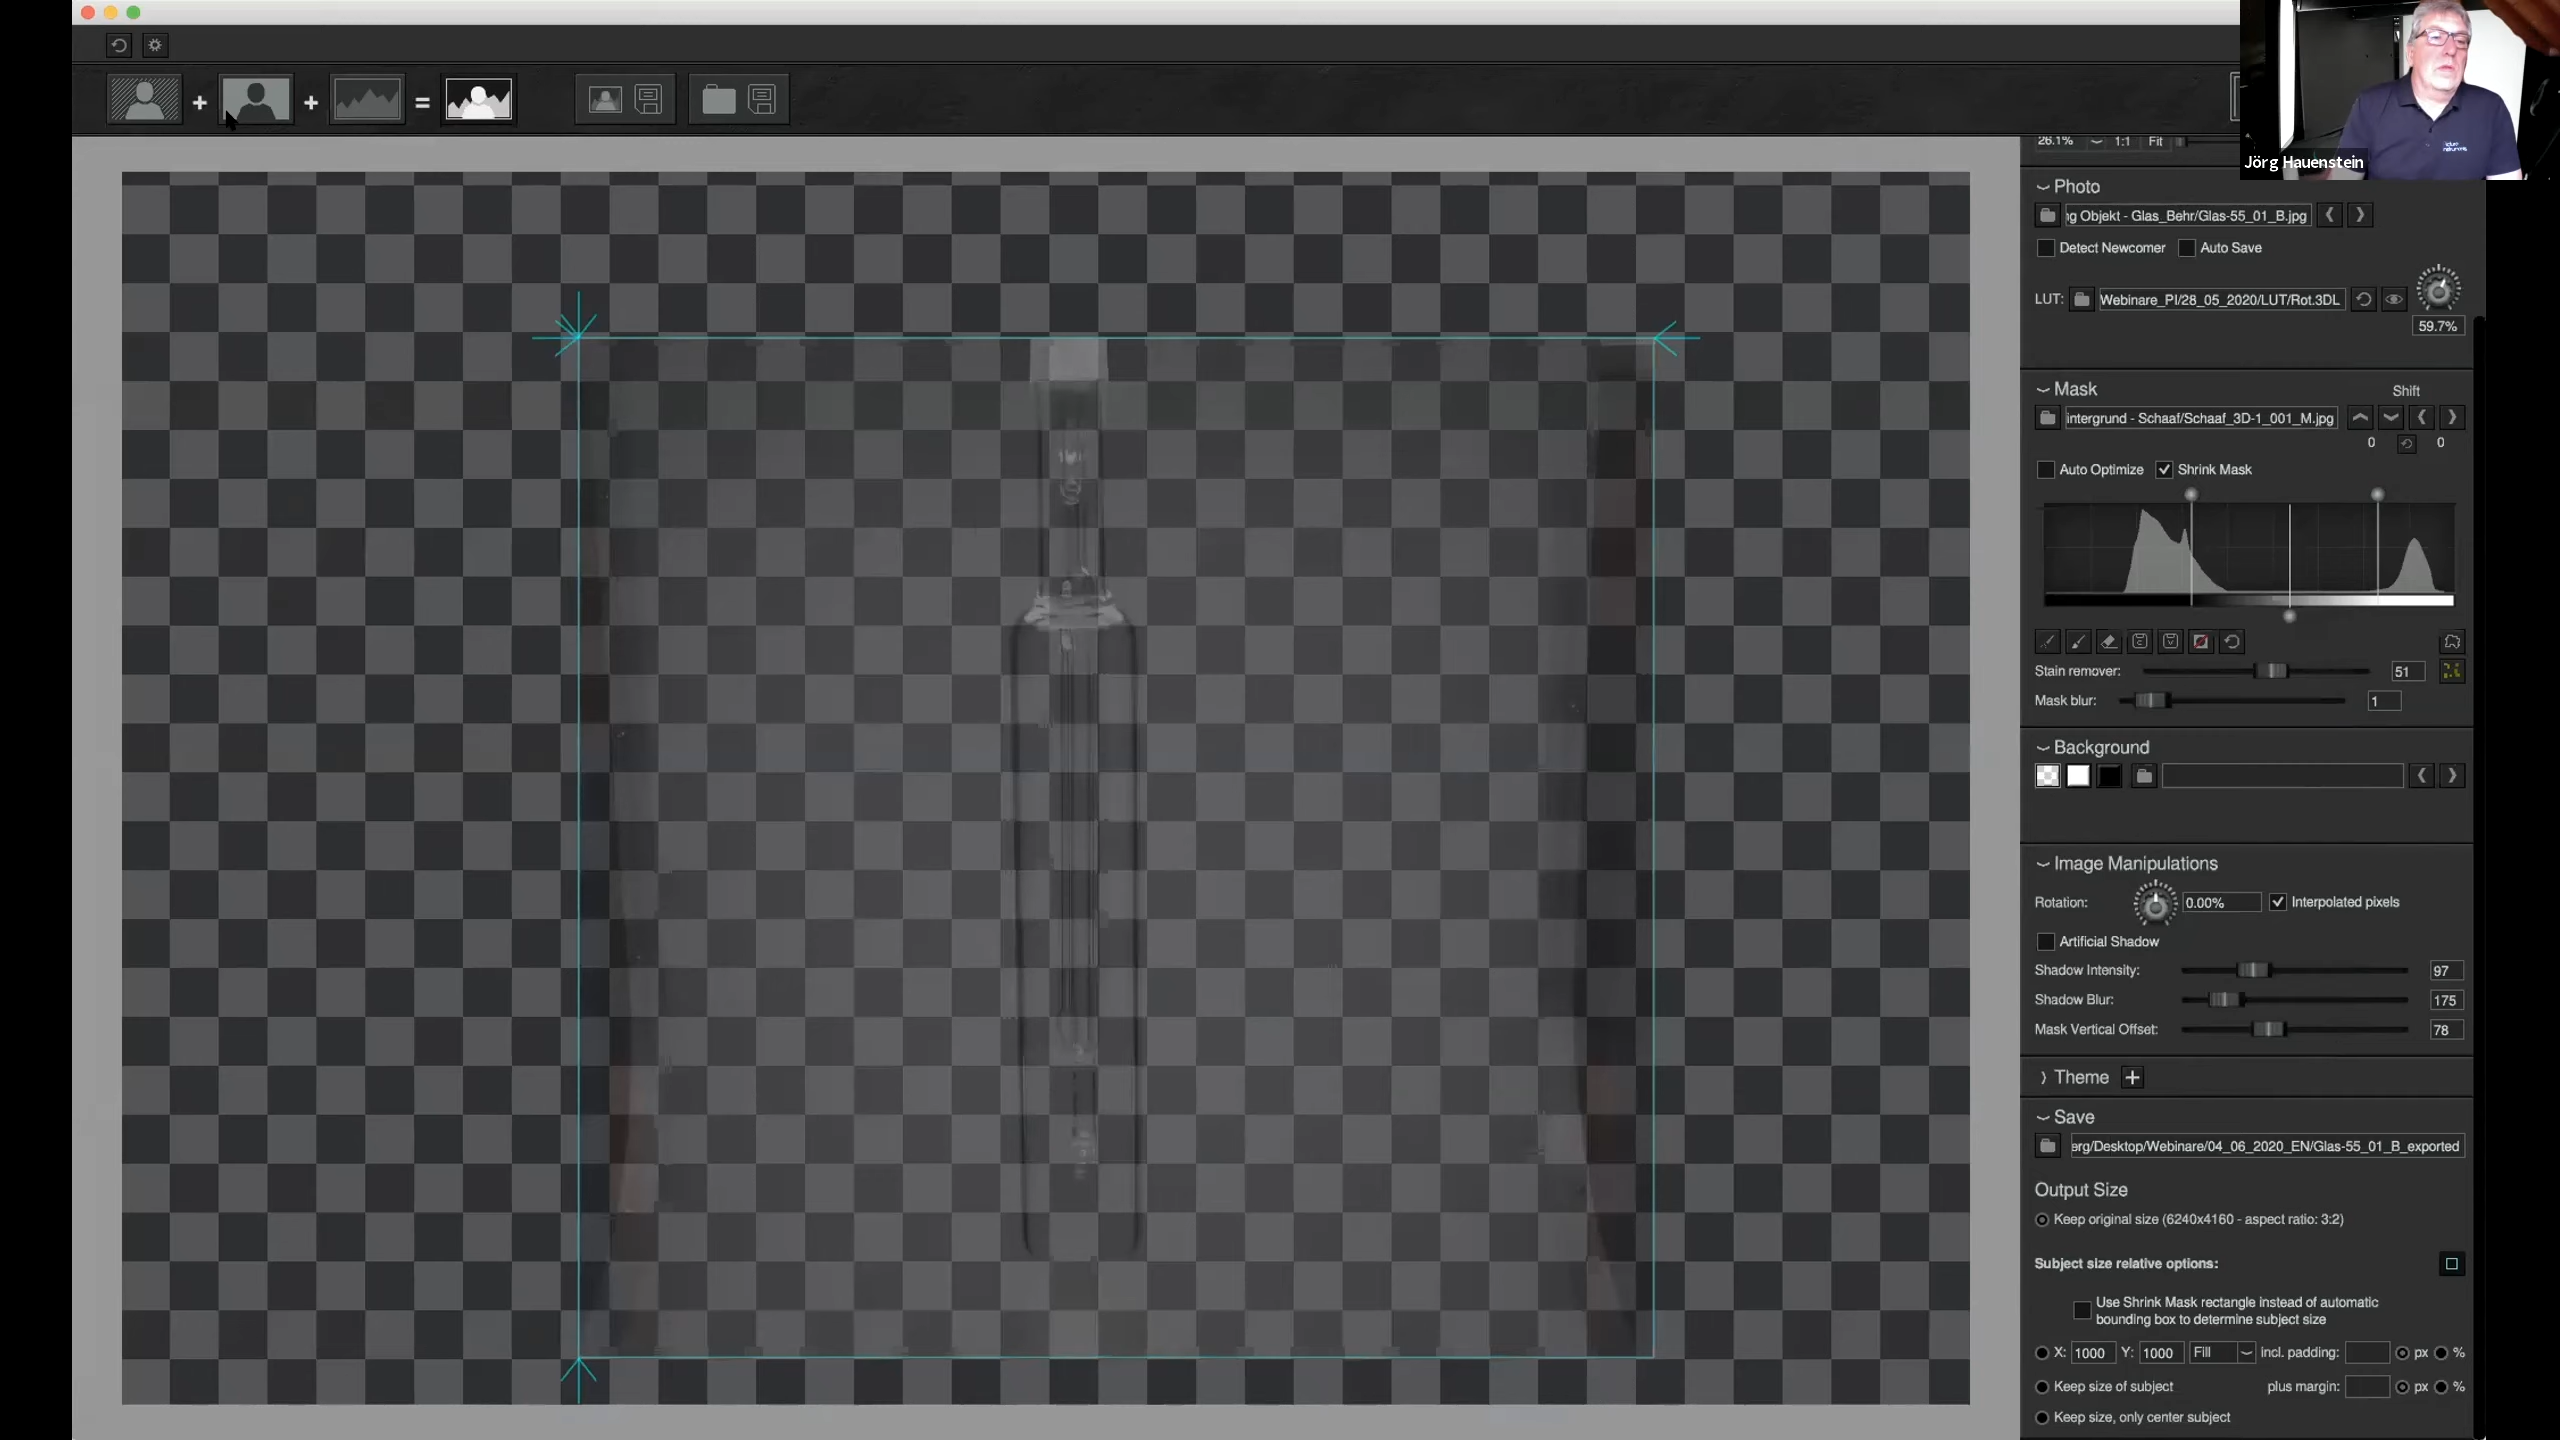 + + =
Jörg Hauenstein
26.1% 1:1 Fit
Photo
g Objekt - Glas_Behr/Glas-55_01_B.jpg
Detect Newcomer Auto Save
LUT: Webinare_PI/28_05_2020/LUT/Rot.3DL
59.7%
Mask Shift
intergrund - Schaaf/Schaaf_3D-1_001_M.jpg
0 0
Auto Optimize Shrink Mask
Stain remover: 51
Mask blur: 1
Background
Image Manipulations
Rotation: 0.00% Interpolated pixels
Artificial Shadow
Shadow Intensity: 97
Shadow Blur: 175
Mask Vertical Offset: 78
Theme +
Save
erg/Desktop/Webinare/04_06_2020_EN/Glas-55_01_B_exported
Output Size
Keep original size (6240x4160 - aspect ratio: 3:2)
Subject size relative options:
Use Shrink Mask rectangle instead of automatic
bounding box to determine subject size
X: 1000 Y: 1000 Fill incl. padding: px %
Keep size of subject plus margin: px %
Keep size, only center subject